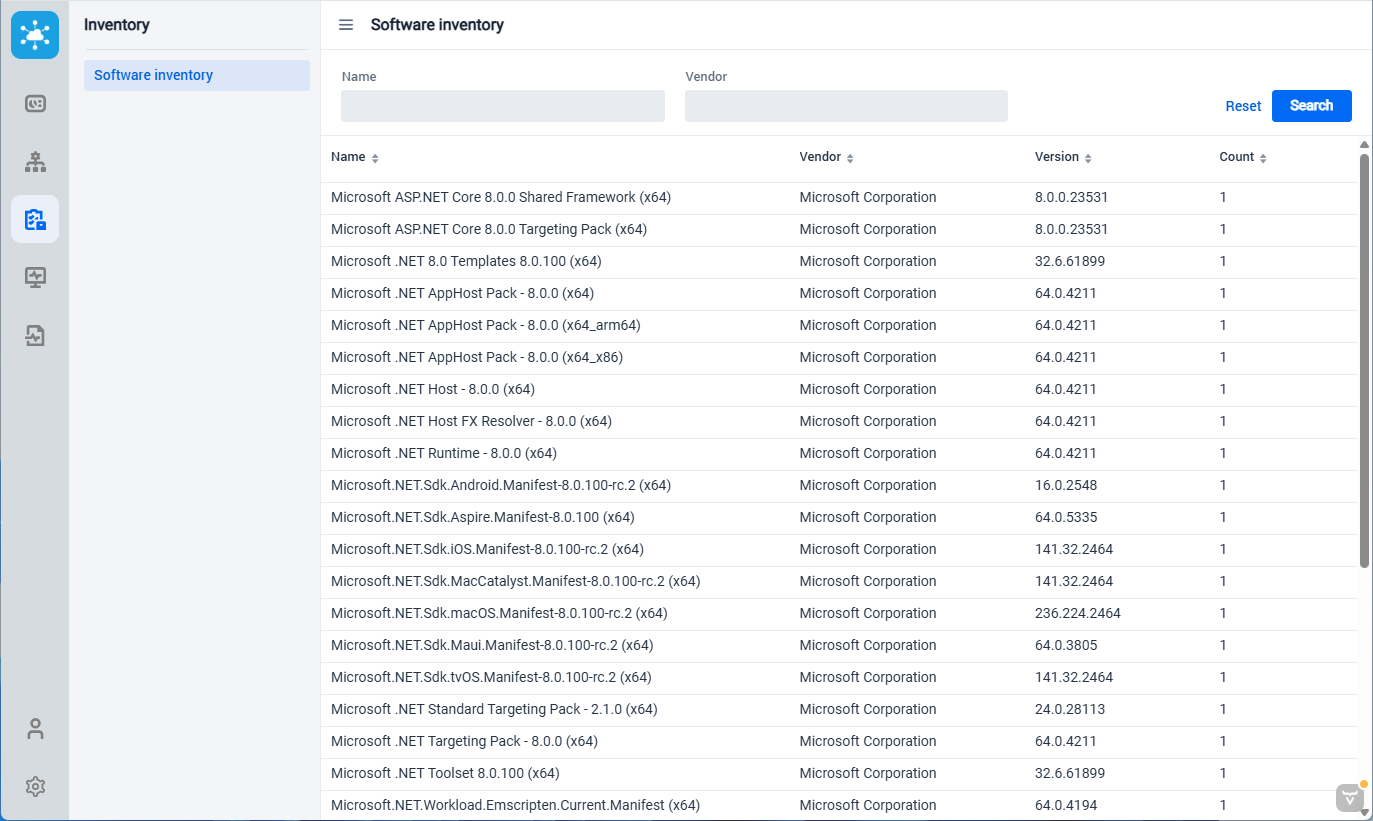 Inventory
Software inventory
Software inventory
Name Vendor
Reset Search
Name Vendor Version Count
Microsoft ASP.NET Core 8.0.0 Shared Framework (x64) Microsoft Corporation 8.0.0.23531 1
Microsoft ASP.NET Core 8.0.0 Targeting Pack (x64) Microsoft Corporation 8.0.0.23531 1
Microsoft .NET 8.0 Templates 8.0.100 (x64) Microsoft Corporation 32.6.61899 1
Microsoft .NET AppHost Pack - 8.0.0 (x64) Microsoft Corporation 64.0.4211 1
Microsoft .NET AppHost Pack - 8.0.0 (x64_arm64) Microsoft Corporation 64.0.4211 1
Microsoft .NET AppHost Pack - 8.0.0 (x64_x86) Microsoft Corporation 64.0.4211 1
Microsoft .NET Host - 8.0.0 (x64) Microsoft Corporation 64.0.4211 1
Microsoft .NET Host FX Resolver - 8.0.0 (x64) Microsoft Corporation 64.0.4211 1
Microsoft .NET Runtime - 8.0.0 (x64) Microsoft Corporation 64.0.4211 1
Microsoft.NET.Sdk.Android.Manifest-8.0.100-rc.2 (x64) Microsoft Corporation 16.0.2548 1
Microsoft.NET.Sdk.Aspire.Manifest-8.0.100 (x64) Microsoft Corporation 64.0.5335 1
Microsoft.NET.Sdk.iOS.Manifest-8.0.100-rc.2 (x64) Microsoft Corporation 141.32.2464 1
Microsoft.NET.Sdk.MacCatalyst.Manifest-8.0.100-rc.2 (x64) Microsoft Corporation 141.32.2464 1
Microsoft.NET.Sdk.macOS.Manifest-8.0.100-rc.2 (x64) Microsoft Corporation 236.224.2464 1
Microsoft.NET.Sdk.Maui.Manifest-8.0.100-rc.2 (x64) Microsoft Corporation 64.0.3805 1
Microsoft.NET.Sdk.tvOS.Manifest-8.0.100-rc.2 (x64) Microsoft Corporation 141.32.2464 1
Microsoft .NET Standard Targeting Pack - 2.1.0 (x64) Microsoft Corporation 24.0.28113 1
Microsoft .NET Targeting Pack - 8.0.0 (x64) Microsoft Corporation 64.0.4211 1
Microsoft .NET Toolset 8.0.100 (x64) Microsoft Corporation 32.6.61899 1
Microsoft.NET.Workload.Emscripten.Current.Manifest (x64) Microsoft Corporation 64.0.4194 1